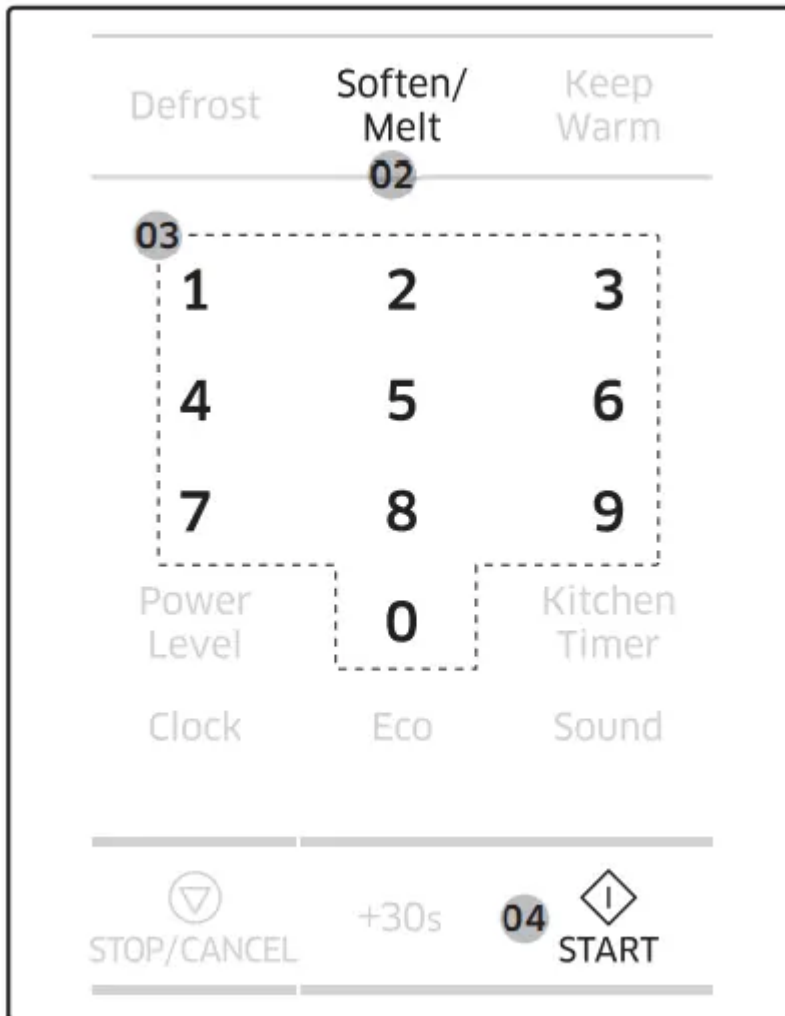 Defrost
Soften/
Melt
Keep
Warm
02
03
1 2 3
4 5 6
7 8 9
Power
Level
0
Kitchen
Timer
Clock Eco Sound
STOP/CANCEL
+30s
04
START